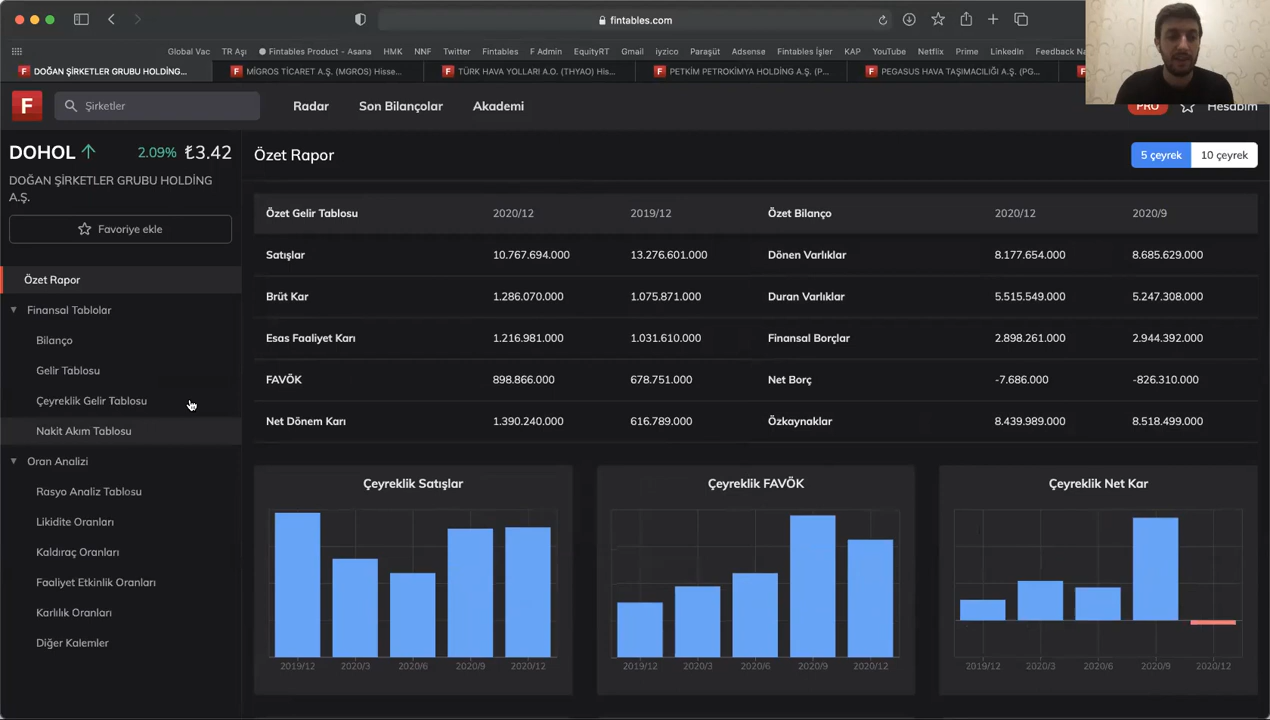 fintables.com
Global Vac TR Aşı Fintables Product - Asana HMK NNF Twitter Fintables F Admin EquityRT Gmail iyzico Paraşüt Adsense Fintables İşler KAP YouTube Netflix Prime LinkedIn Feedback Na
DOĞAN ŞİRKETLER GRUBU HOLDİNG... MİGROS TİCARET A.Ş. (MGROS) Hisse... TÜRK HAVA YOLLARI A.O. (THYAO) His... PETKİM PETROKİMYA HOLDİNG A.Ş. (P... PEGASUS HAVA TAŞIMACILIĞI A.Ş. (PG...
F Şirketler Radar Son Bilançolar Akademi PRO Hesabım
DOHOL 2.09% ₺3.42
DOĞAN ŞİRKETLER GRUBU HOLDİNG
A.Ş.
Favoriye ekle
Özet Rapor
Finansal Tablolar
Bilanço
Gelir Tablosu
Çeyreklik Gelir Tablosu
Nakit Akım Tablosu
Oran Analizi
Rasyo Analiz Tablosu
Likidite Oranları
Kaldıraç Oranları
Faaliyet Etkinlik Oranları
Karlılık Oranları
Diğer Kalemler
Özet Rapor 5 çeyrek 10 çeyrek
Özet Gelir Tablosu 2020/12 2019/12 Özet Bilanço 2020/12 2020/9
Satışlar 10.767.694.000 13.276.601.000 Dönen Varlıklar 8.177.654.000 8.685.629.000
Brüt Kar 1.286.070.000 1.075.871.000 Duran Varlıklar 5.515.549.000 5.247.308.000
Esas Faaliyet Karı 1.216.981.000 1.031.610.000 Finansal Borçlar 2.898.261.000 2.944.392.000
FAVÖK 898.866.000 678.751.000 Net Borç -7.686.000 -826.310.000
Net Dönem Karı 1.390.240.000 616.789.000 Özkaynaklar 8.439.989.000 8.518.499.000
Çeyreklik Satışlar
2019/12 2020/3 2020/6 2020/9 2020/12
Çeyreklik FAVÖK
2019/12 2020/3 2020/6 2020/9 2020/12
Çeyreklik Net Kar
2019/12 2020/3 2020/6 2020/9 2020/12